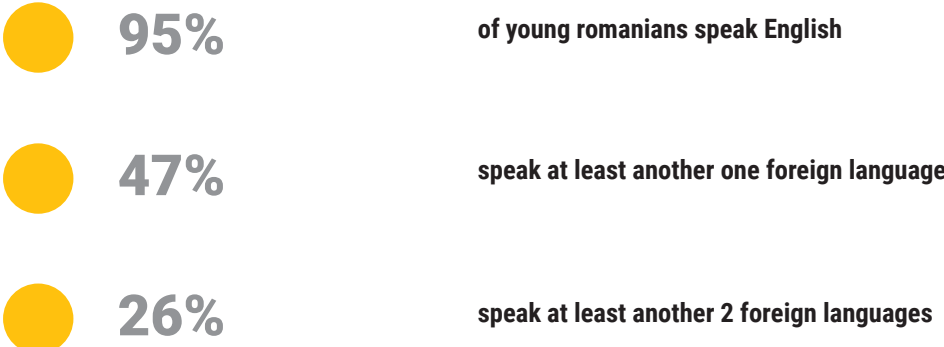 95%
of young romanians speak English
47%
speak at least another one foreign language
26%
speak at least another 2 foreign languages